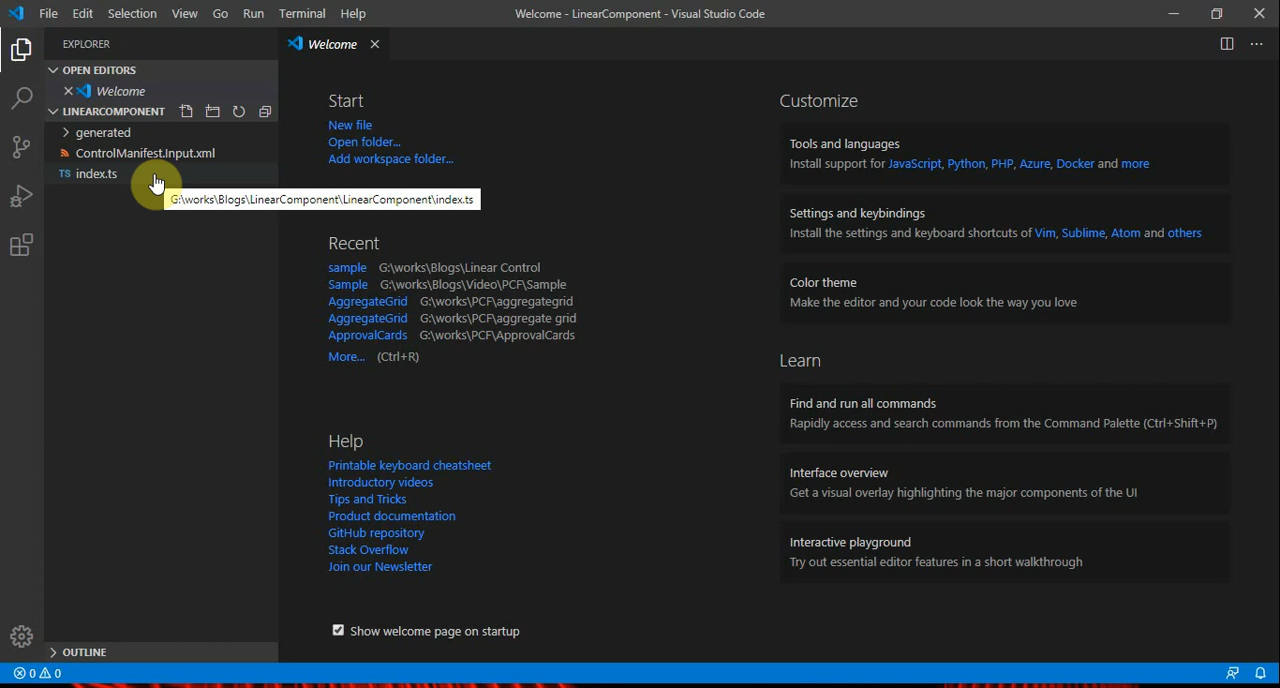 File Edit Selection View Go Run Terminal Help
Welcome - LinearComponent - Visual Studio Code
EXPLORER
OPEN EDITORS
Welcome
LINEARCOMPONENT
generated
ControlManifest.Input.xml
TS index.ts
G:\works\Blogs\LinearComponent\LinearComponent\index.ts
OUTLINE
Welcome
Start
New file
Open folder...
Add workspace folder...
Recent
sample G:\works\Blogs\Linear Control
Sample G:\works\Blogs\Video\PCF\Sample
AggregateGrid G:\works\PCF\aggregategrid
AggregateGrid G:\works\PCF\aggregate grid
ApprovalCards G:\works\PCF\ApprovalCards
More... (Ctrl+R)
Help
Printable keyboard cheatsheet
Introductory videos
Tips and Tricks
Product documentation
GitHub repository
Stack Overflow
Join our Newsletter
Show welcome page on startup
Customize
Tools and languages
Install support for JavaScript, Python, PHP, Azure, Docker and more
Settings and keybindings
Install the settings and keyboard shortcuts of Vim, Sublime, Atom and others
Color theme
Make the editor and your code look the way you love
Learn
Find and run all commands
Rapidly access and search commands from the Command Palette (Ctrl+Shift+P)
Interface overview
Get a visual overlay highlighting the major components of the UI
Interactive playground
Try out essential editor features in a short walkthrough
0 0